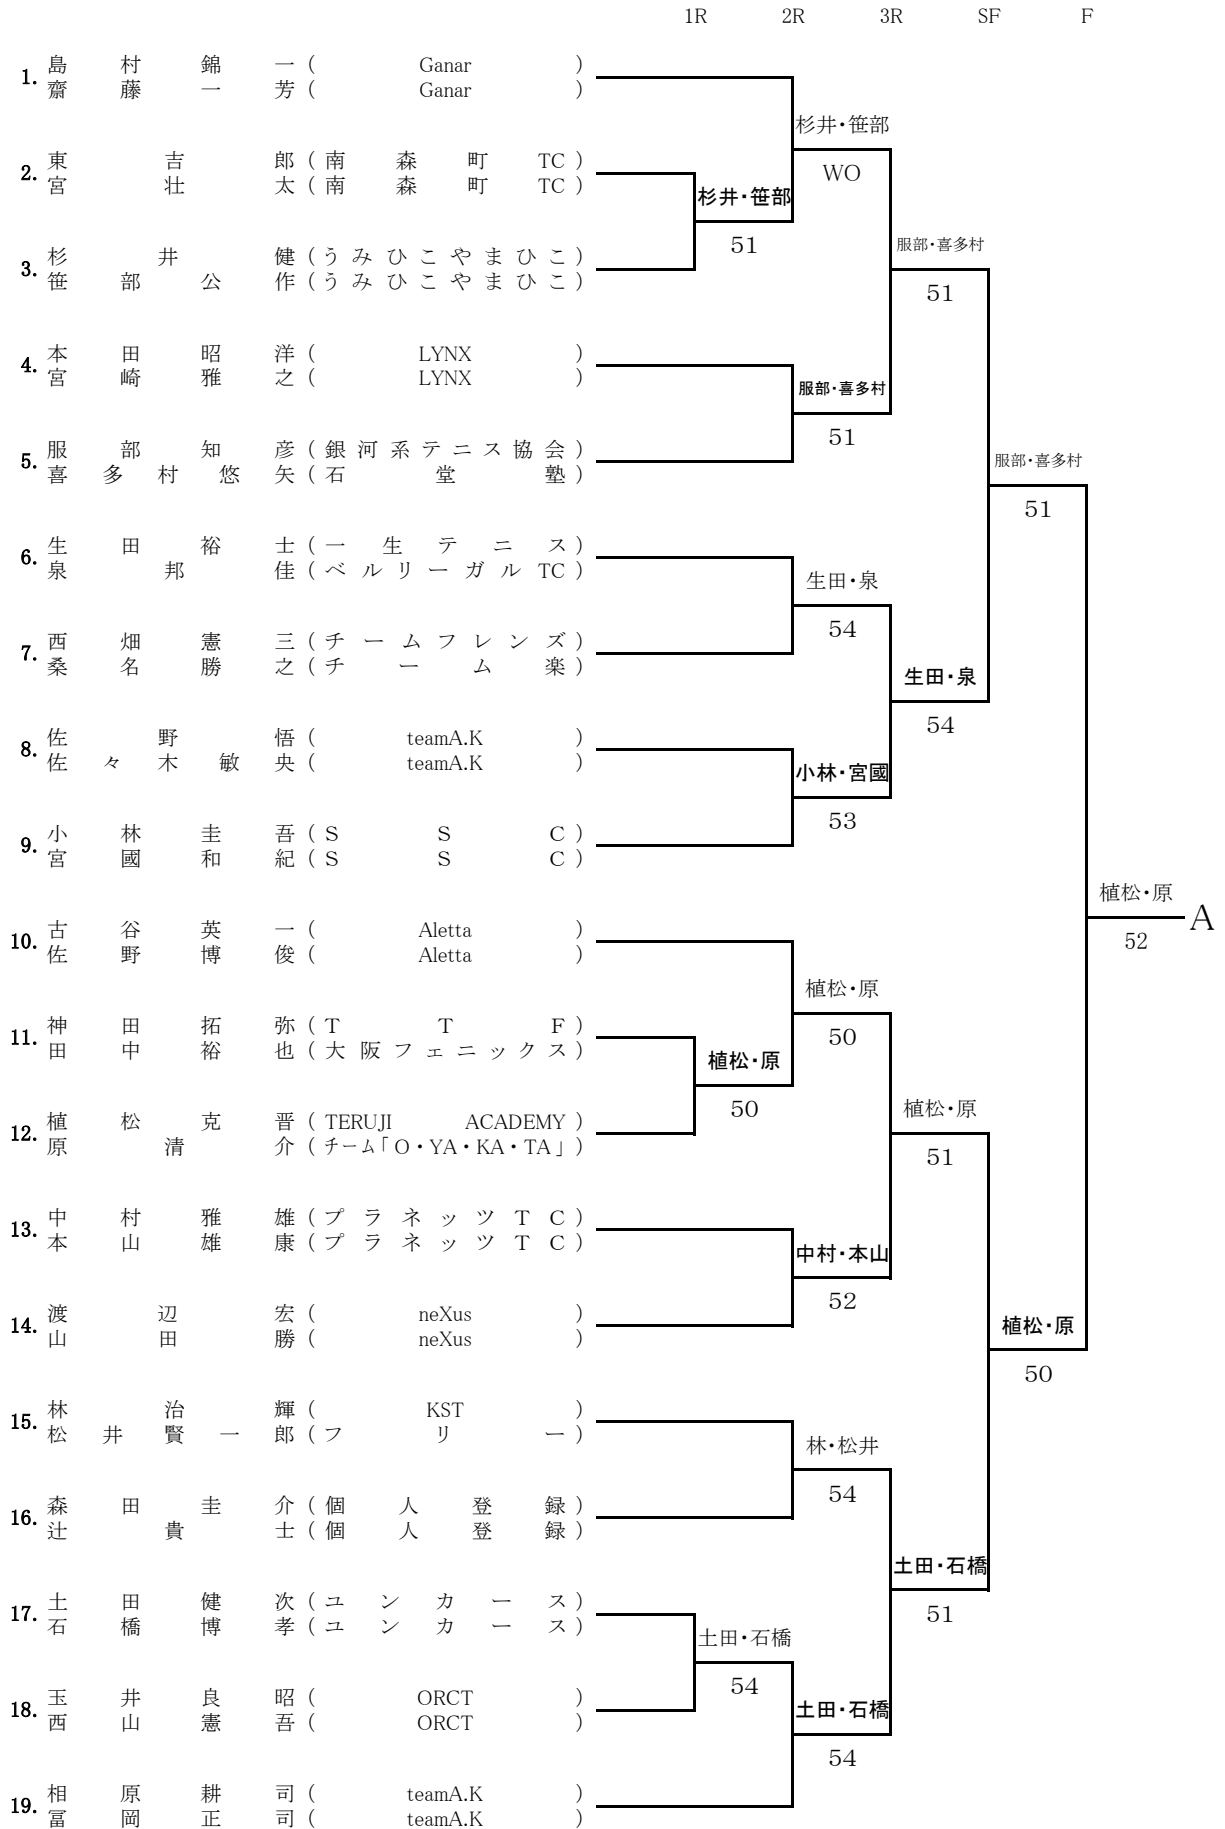 1R 2R 3R SF F
1. 島村錦一 ( Ganar )
齋藤一芳 ( Ganar )
杉井・笹部
WO
2. 東吉郎 ( 南森町TC )
宮壮太 ( 南森町TC )
杉井・笹部
51
3. 杉井健 ( うみひこやまひこ )
笹部公作 ( うみひこやまひこ )
服部・喜多村
51
4. 本田昭洋 ( LYNX )
宮崎雅之 ( LYNX )
服部・喜多村
51
5. 服部知彦 ( 銀河系テニス協会 )
喜多村悠矢 ( 石堂塾 )
服部・喜多村
51
6. 生田裕士 ( 一生テニス )
泉邦佳 ( ベルリーガルTC )
生田・泉
54
7. 西畑憲三 ( チームフレンズ )
桑名勝之 ( チーム楽 )
生田・泉
54
8. 佐野悟 ( teamA.K )
佐々木敏央 ( teamA.K )
小林・宮國
53
9. 小林圭吾 ( SSC )
宮國和紀 ( SSC )
植松・原
A
52
10. 古谷英一 ( Aletta )
佐野博俊 ( Aletta )
植松・原
50
11. 神田拓弥 ( TTF )
田中裕也 ( 大阪フェニックス )
植松・原
50
12. 植松克晋 ( TERUJI ACADEMY )
原清介 ( チーム「O・YA・KA・TA」 )
植松・原
51
13. 中村雅雄 ( プラネッツTC )
本山雄康 ( プラネッツTC )
中村・本山
52
14. 渡辺宏 ( neXus )
山田勝 ( neXus )
植松・原
50
15. 林治輝 ( KST )
松井賢一郎 ( フリー )
林・松井
54
16. 森田圭介 ( 個人登録 )
辻貴士 ( 個人登録 )
土田・石橋
51
17. 土田健次 ( ユンカース )
石橋博孝 ( ユンカース )
土田・石橋
54
18. 玉井良昭 ( ORCT )
西山憲吾 ( ORCT )
土田・石橋
54
19. 相原耕司 ( teamA.K )
冨岡正司 ( teamA.K )